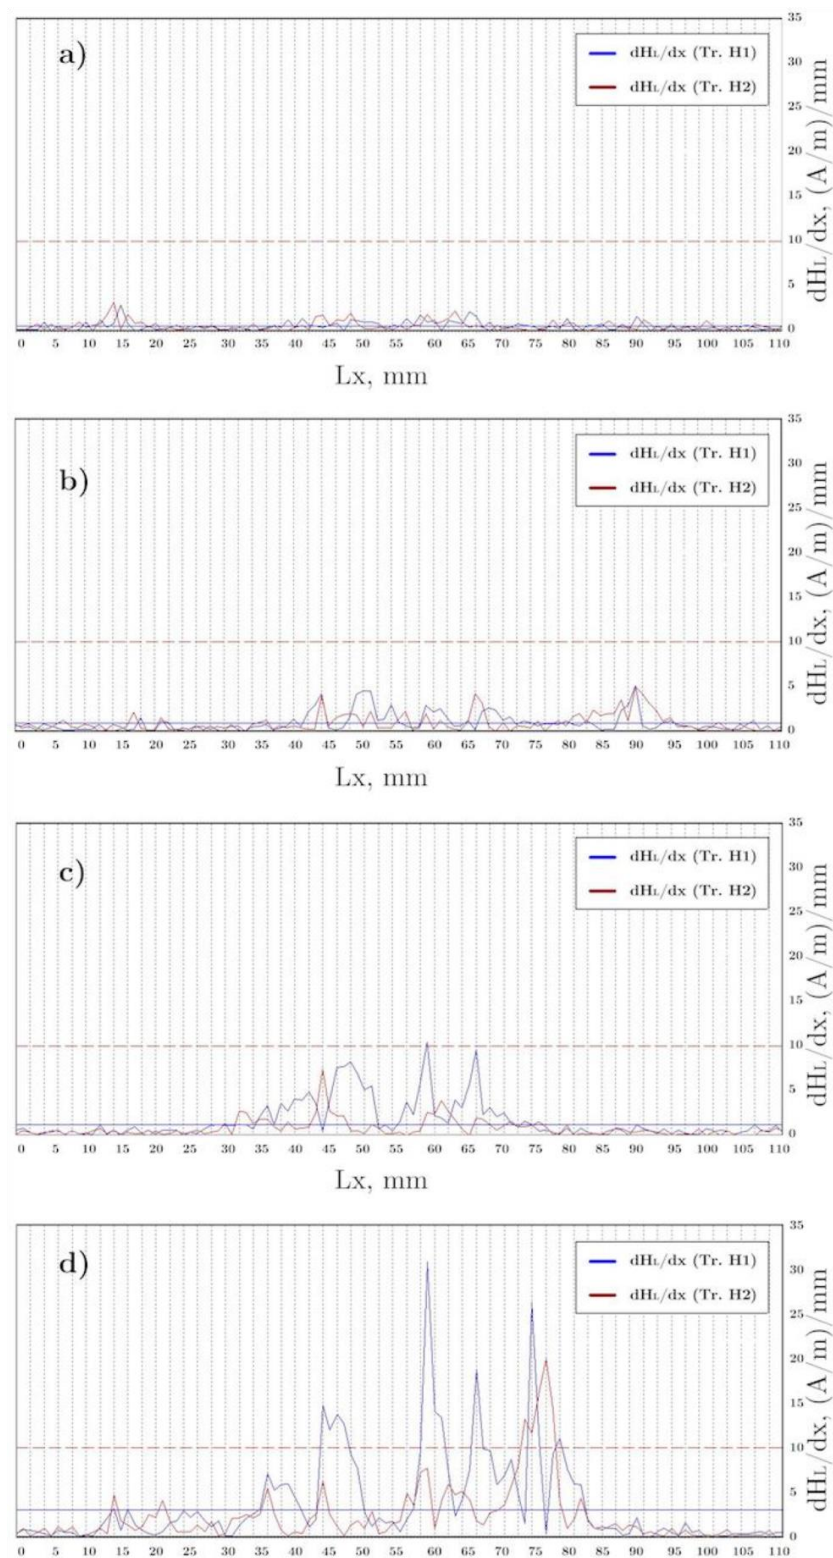 a)
dHL/dx (Tr. H1)
dHL/dx (Tr. H2)
35
30
25
20
15
10
5
0
dHL/dx, (A/m)/mm
0 5 10 15 20 25 30 35 40 45 50 55 60 65 70 75 80 85 90 95 100 105 110
Lx, mm
b)
dHL/dx (Tr. H1)
dHL/dx (Tr. H2)
35
30
25
20
15
10
5
0
dHL/dx, (A/m)/mm
0 5 10 15 20 25 30 35 40 45 50 55 60 65 70 75 80 85 90 95 100 105 110
Lx, mm
c)
dHL/dx (Tr. H1)
dHL/dx (Tr. H2)
35
30
25
20
15
10
5
0
dHL/dx, (A/m)/mm
0 5 10 15 20 25 30 35 40 45 50 55 60 65 70 75 80 85 90 95 100 105 110
Lx, mm
d)
dHL/dx (Tr. H1)
dHL/dx (Tr. H2)
35
30
25
20
15
10
5
0
dHL/dx, (A/m)/mm
0 5 10 15 20 25 30 35 40 45 50 55 60 65 70 75 80 85 90 95 100 105 110